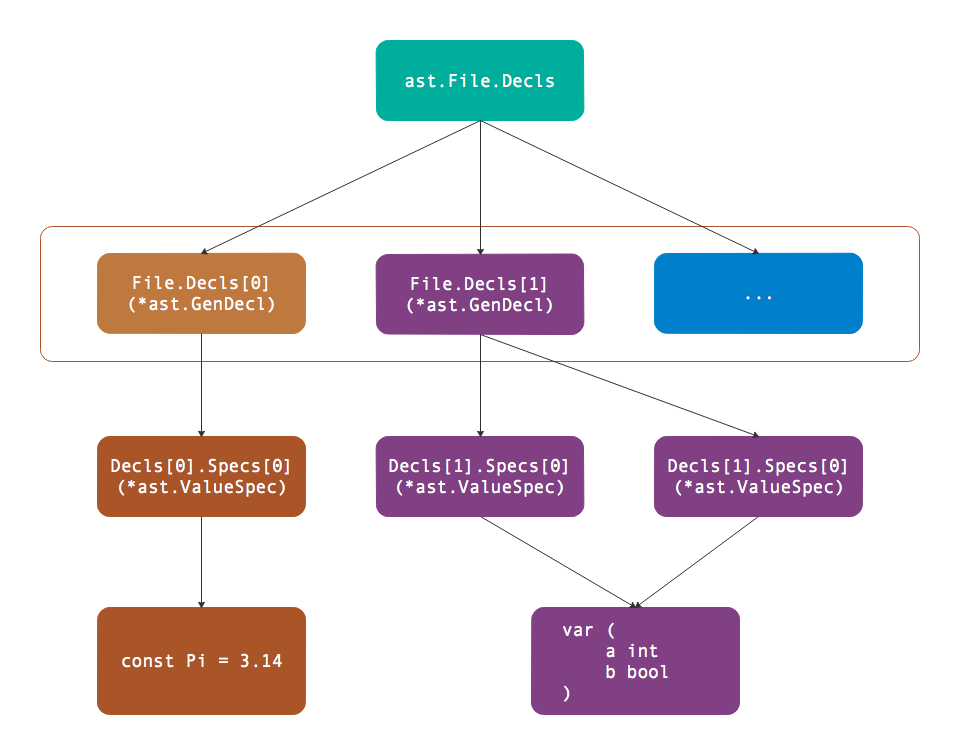 ast.File.Decls
File.Decls[0]
(*ast.GenDecl)
File.Decls[1]
(*ast.GenDecl)
...
Decls[0].Specs[0]
(*ast.ValueSpec)
Decls[1].Specs[0]
(*ast.ValueSpec)
Decls[1].Specs[0]
(*ast.ValueSpec)
const Pi = 3.14
var (
    a int
    b bool
)